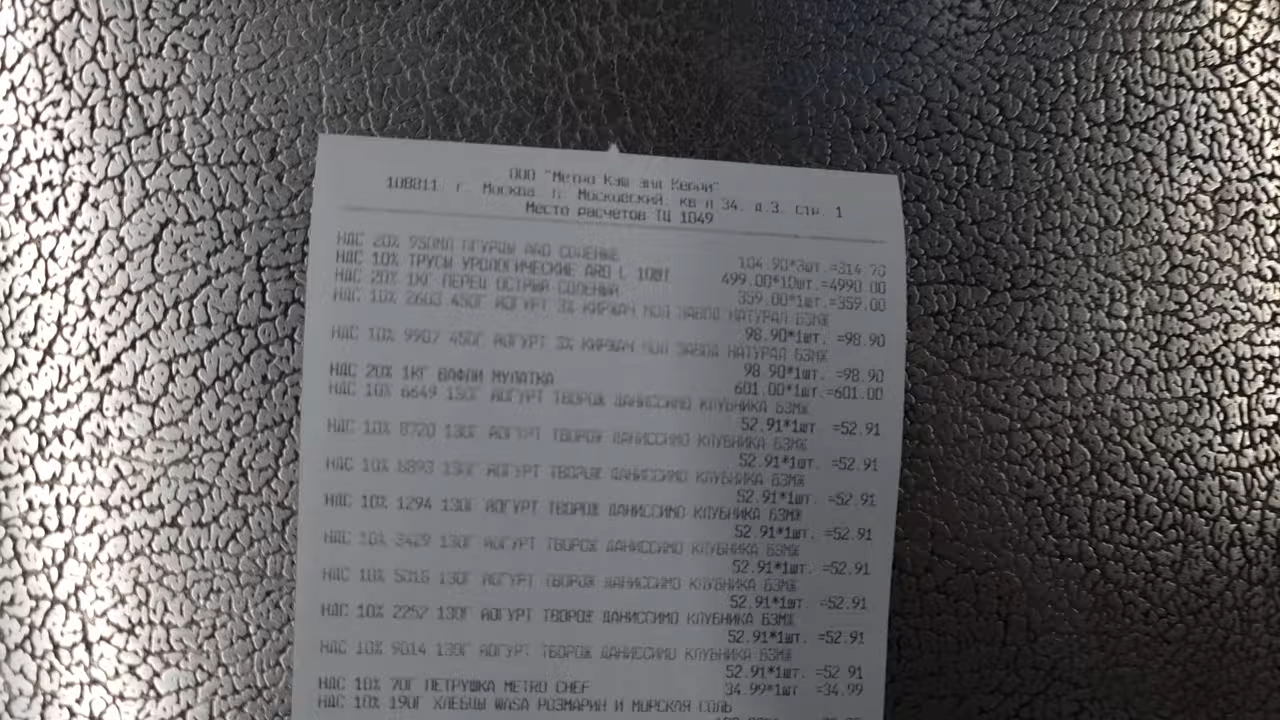 ООО "Метро Кэш энд Керри"
108811 г. Москва, г. Московский, кв л 34, д.3, стр. 1
Место расчетов ТЦ 1049
НДС 20% 950МЛ ОГУРЦЫ ARO СОЛЕНЫЕ
104.90*3шт.=314.70
НДС 10% ТРУСЫ УРОЛОГИЧЕСКИЕ ARO L 10ШТ
499.00*10шт.=4990.00
НДС 20% 1КГ ПЕРЕЦ ОСТРЫЙ СОЛЕНЫЙ
359.00*1шт.=359.00
НДС 10% 2603 450Г ЙОГУРТ 3% КИРЖАЧ МОЛ ЗАВОД НАТУРАЛ БЗМЖ
98.90*1шт.=98.90
НДС 10% 9907 450Г ЙОГУРТ 3% КИРЖАЧ МОЛ ЗАВОД НАТУРАЛ БЗМЖ
98.90*1шт. =98.90
НДС 20% 1КГ ВАФЛИ МУЛАТКА
601.00*1шт.=601.00
НДС 10% 6649 130Г ЙОГУРТ ТВОРОЖ ДАНИССИМО КЛУБНИКА БЗМЖ
52.91*1шт =52.91
НДС 10% 8720 130Г ЙОГУРТ ТВОРОЖ ДАНИССИМО КЛУБНИКА БЗМЖ
52.91*1шт. =52.91
НДС 10% 6893 130Г ЙОГУРТ ТВОРОЖ ДАНИССИМО КЛУБНИКА БЗМЖ
52.91*1шт. =52.91
НДС 10% 1294 130Г ЙОГУРТ ТВОРОЖ ДАНИССИМО КЛУБНИКА БЗМЖ
52.91*1шт. =52.91
НДС 10% 3429 130Г ЙОГУРТ ТВОРОЖ ДАНИССИМО КЛУБНИКА БЗМЖ
52.91*1шт. =52.91
НДС 10% 5316 130Г ЙОГУРТ ТВОРОЖ ДАНИССИМО КЛУБНИКА БЗМЖ
52.91*1шт. =52.91
НДС 10% 2252 130Г ЙОГУРТ ТВОРОЖ ДАНИССИМО КЛУБНИКА БЗМЖ
52.91*1шт. =52.91
НДС 10% 9014 130Г ЙОГУРТ ТВОРОЖ ДАНИССИМО КЛУБНИКА БЗМЖ
52.91*1шт =52.91
НДС 10% 70Г ПЕТРУШКА METRO CHEF
34.99*1шт =34.99
НДС 10% 190Г ХЛЕБЦЫ WASA РОЗМАРИН И МОРСКАЯ СОЛЬ